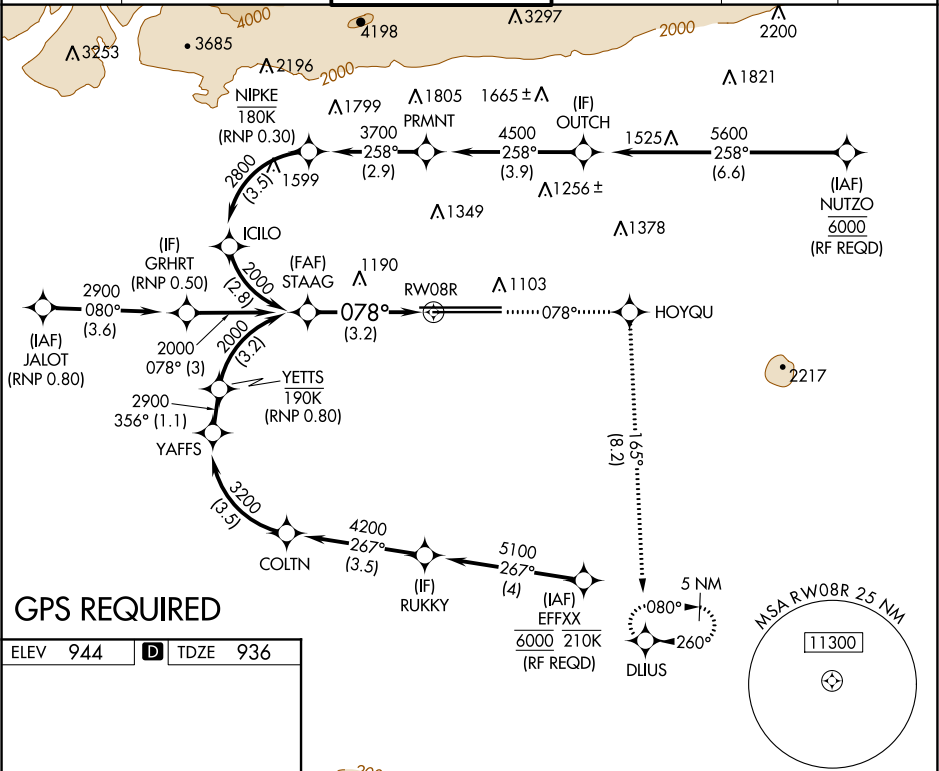 4000
4198
3297
2000
2200
3253
3685
2196
2000
1821
NIPKE
180K
(RNP 0.30)
1799
1805
PRMNT
1665 ±
(IF)
OUTCH
3700
258°
(2.9)
4500
258°
(3.9)
1525
5600
258°
(6.6)
2800
(3.5)
1599
1256 ±
(IAF)
NUTZO
6000
(RF REQD)
1349
1378
ICILO
(IF)
GRHRT
(RNP 0.50)
2000
(2.8)
(FAF)
STAAG
1190
RW08R
1103
2900
080°
(3.6)
078°
(3.2)
078°
HOYQU
(IAF)
JALOT
(RNP 0.80)
2000
078° (3)
2000
(3.2)
YETTS
190K
(RNP 0.80)
2217
2900
356° (1.1)
YAFFS
165°
(8.2)
3200
(3.5)
COLTN
4200
267°
(3.5)
(IF)
RUKKY
5100
267°
(4)
(IAF)
EFFXX
6000 210K
(RF REQD)
5 NM
080°
260°
DLIUS
MSA RW08R 25 NM
11300
GPS REQUIRED
ELEV 944 D TDZE 936